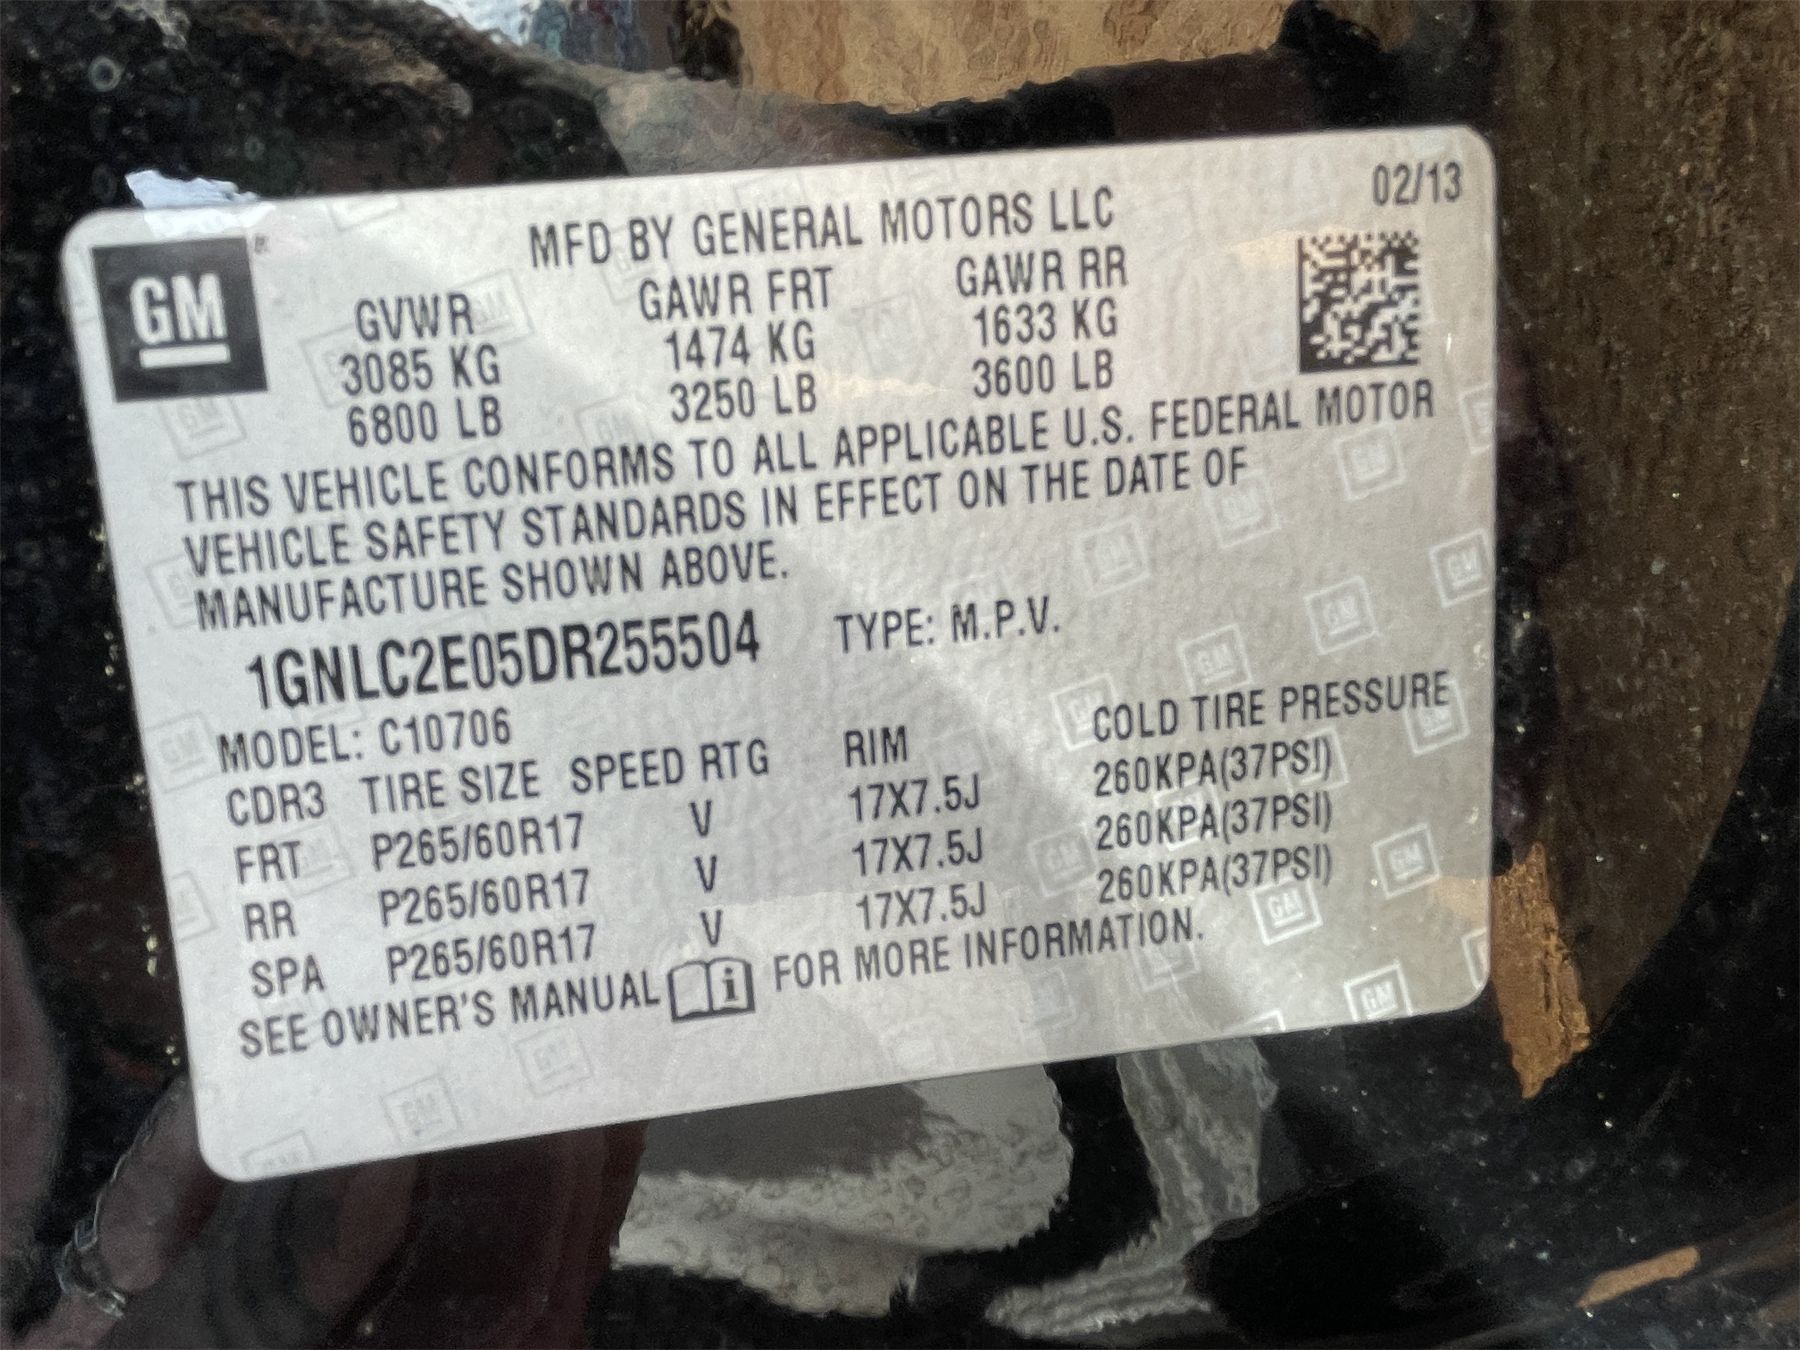 02/13
MFD BY GENERAL MOTORS LLC
GM
GVWR GAWR FRT GAWR RR
3085 KG 1474 KG 1633 KG
6800 LB 3250 LB 3600 LB
THIS VEHICLE CONFORMS TO ALL APPLICABLE U.S. FEDERAL MOTOR
VEHICLE SAFETY STANDARDS IN EFFECT ON THE DATE OF
MANUFACTURE SHOWN ABOVE.
1GNLC2E05DR255504 TYPE: M.P.V.
MODEL: C10706
CDR3 TIRE SIZE SPEED RTG RIM COLD TIRE PRESSURE
FRT P265/60R17 V 17X7.5J 260KPA(37PSI)
RR P265/60R17 V 17X7.5J 260KPA(37PSI)
SPA P265/60R17 V 17X7.5J 260KPA(37PSI)
SEE OWNER'S MANUAL i FOR MORE INFORMATION.